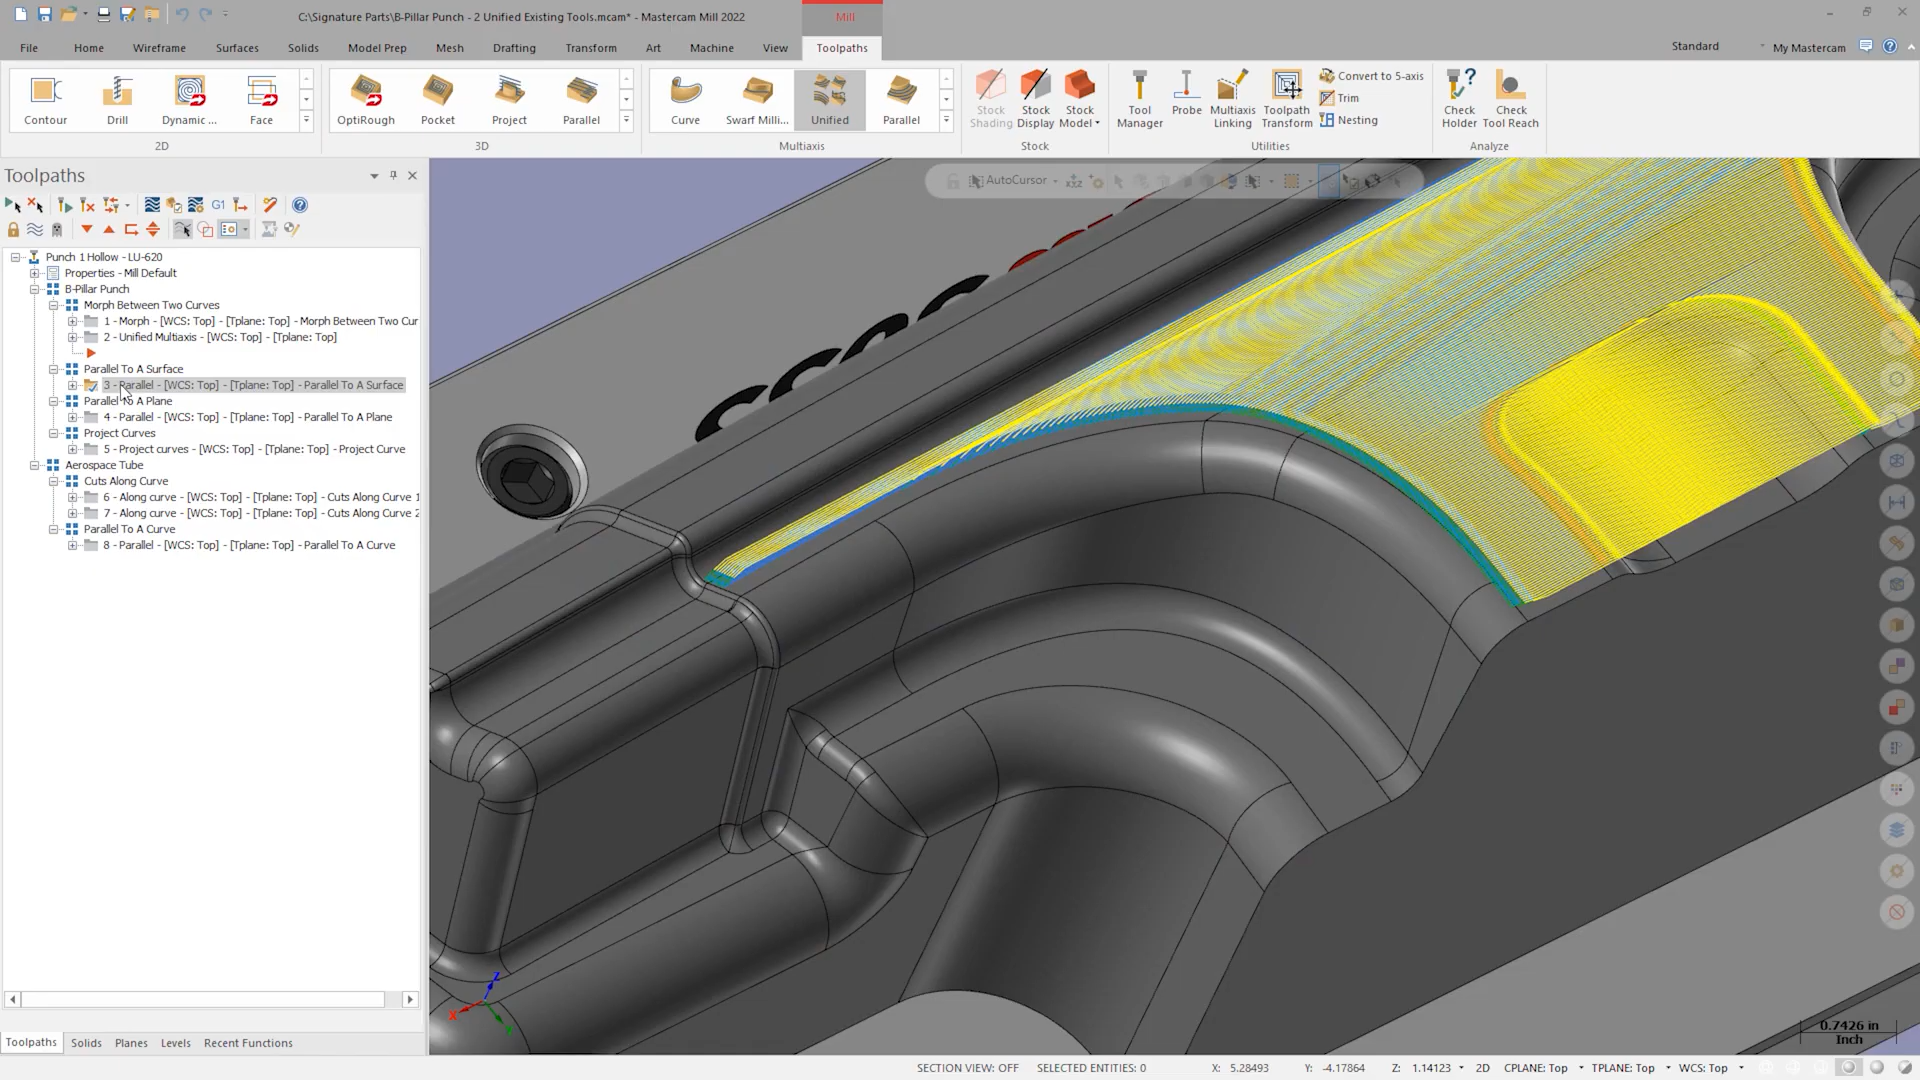 C:\Signature Parts\B-Pillar Punch - 2 Unified Existing Tools.mcam* - Mastercam Mill 2022
Mill
File Home Wireframe Surfaces Solids Model Prep Mesh Drafting Transform Art Machine View Toolpaths
Standard My Mastercam
Contour Drill Dynamic ... Face
OptiRough Pocket Project Parallel
Curve Swarf Milli... Unified Parallel
Stock Shading
Stock Display
Stock Model
Tool Manager
Probe
Multiaxis Linking
Toolpath Transform
Convert to 5-axis
Trim
Nesting
Check Holder
Check Tool Reach
2D 3D Multiaxis Stock Utilities Analyze
Toolpaths
AutoCursor
G1
Punch 1 Hollow - LU-620
Properties - Mill Default
B-Pillar Punch
Morph Between Two Curves
1 - Morph - [WCS: Top] - [Tplane: Top] - Morph Between Two Cur
2 - Unified Multiaxis - [WCS: Top] - [Tplane: Top]
Parallel To A Surface
3 - Parallel - [WCS: Top] - [Tplane: Top] - Parallel To A Surface
Parallel To A Plane
4 - Parallel - [WCS: Top] - [Tplane: Top] - Parallel To A Plane
Project Curves
5 - Project curves - [WCS: Top] - [Tplane: Top] - Project Curve
Aerospace Tube
Cuts Along Curve
6 - Along curve - [WCS: Top] - [Tplane: Top] - Cuts Along Curve 1
7 - Along curve - [WCS: Top] - [Tplane: Top] - Cuts Along Curve 2
Parallel To A Curve
8 - Parallel - [WCS: Top] - [Tplane: Top] - Parallel To A Curve
Z
X
Y
0.7426 in
Inch
Toolpaths Solids Planes Levels Recent Functions
SECTION VIEW: OFF SELECTED ENTITIES: 0 X: 5.28493 Y: -4.17864 Z: 1.14123 2D CPLANE: Top TPLANE: Top WCS: Top